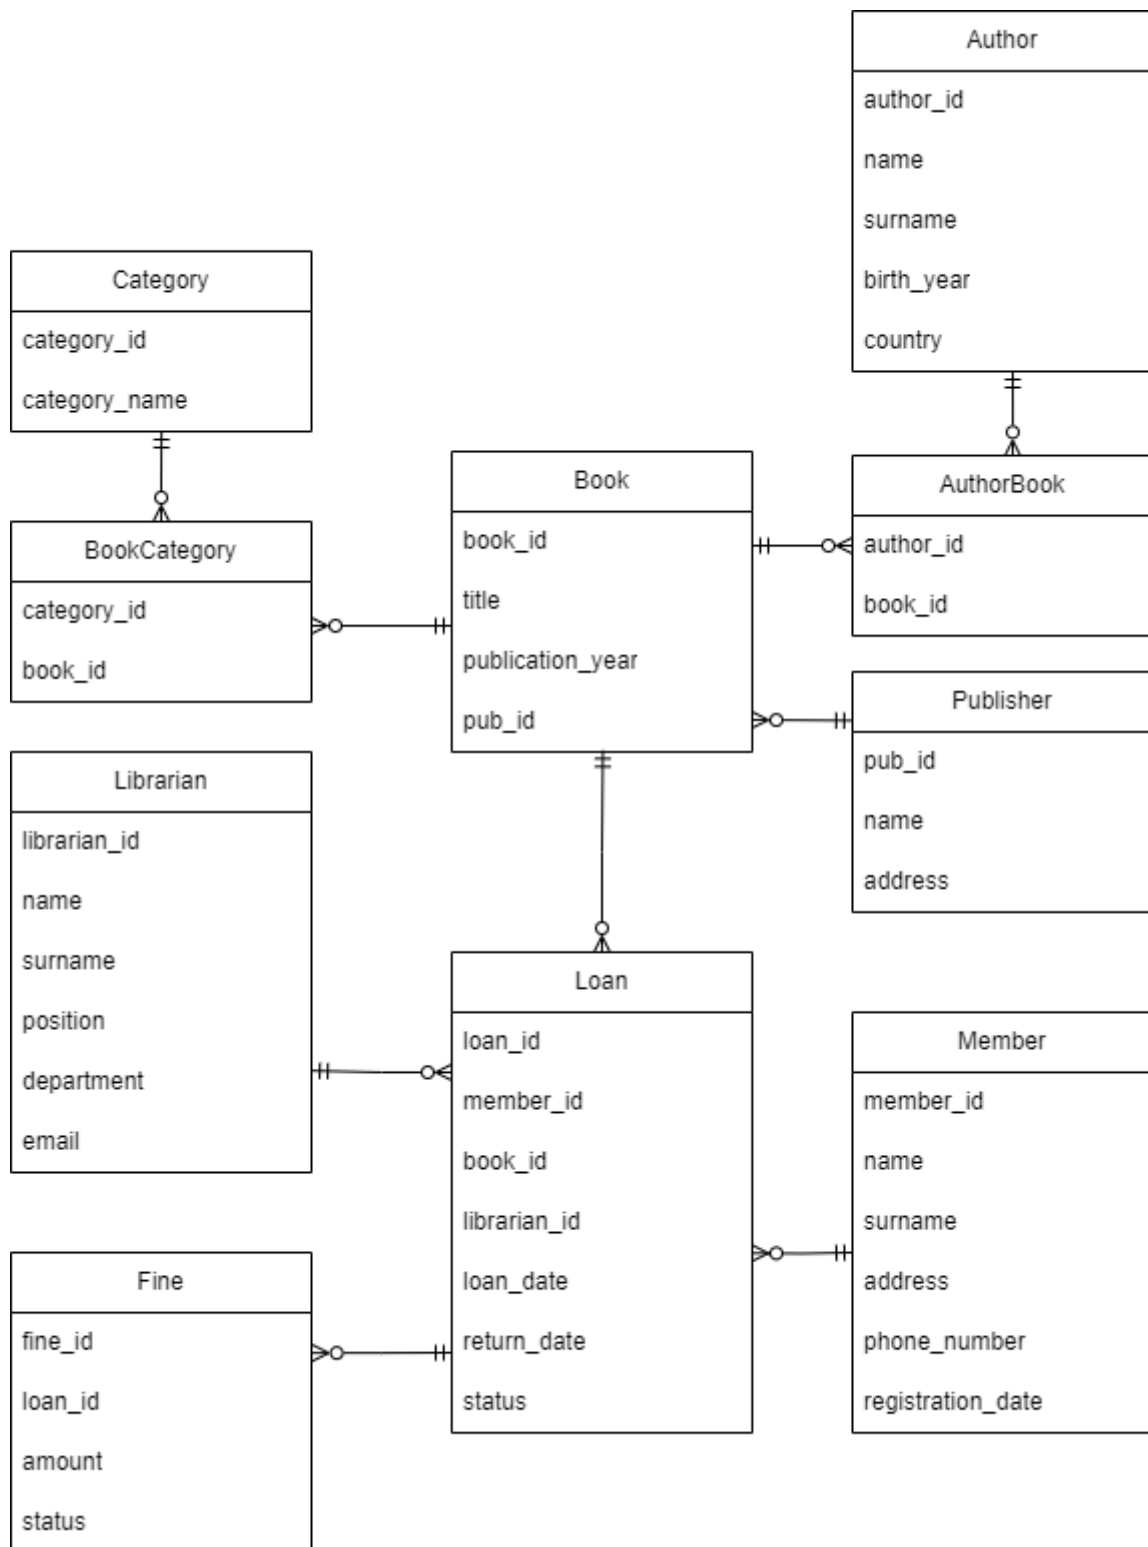 Author
author_id
name
surname
birth_year
country
Category
category_id
category_name
BookCategory
category_id
book_id
Book
book_id
title
publication_year
pub_id
AuthorBook
author_id
book_id
Publisher
pub_id
name
address
Librarian
librarian_id
name
surname
position
department
email
Loan
loan_id
member_id
book_id
librarian_id
loan_date
return_date
status
Member
member_id
name
surname
address
phone_number
registration_date
Fine
fine_id
loan_id
amount
status